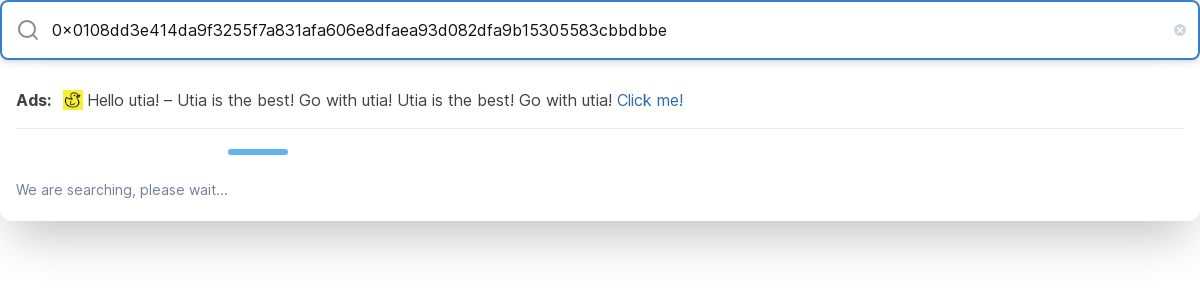 0x0108dd3e414da9f3255f7a831afa606e8dfaea93d082dfa9b15305583cbbdbbe
Ads: Hello utia! – Utia is the best! Go with utia! Utia is the best! Go with utia! Click me!
We are searching, please wait...